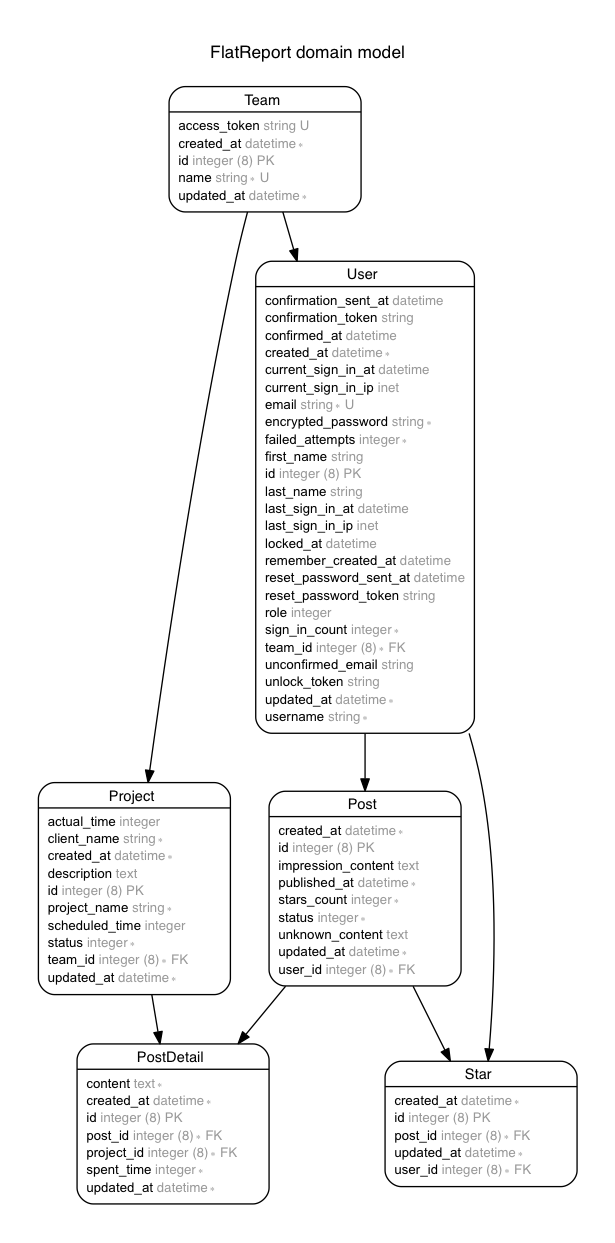 FlatReport domain model
Team
access_token string U
created_at datetime ∗
id integer (8) PK
name string ∗ U
updated_at datetime ∗
User
confirmation_sent_at datetime
confirmation_token string
confirmed_at datetime
created_at datetime ∗
current_sign_in_at datetime
current_sign_in_ip inet
email string ∗ U
encrypted_password string ∗
failed_attempts integer ∗
first_name string
id integer (8) PK
last_name string
last_sign_in_at datetime
last_sign_in_ip inet
locked_at datetime
remember_created_at datetime
reset_password_sent_at datetime
reset_password_token string
role integer
sign_in_count integer ∗
team_id integer (8) ∗ FK
unconfirmed_email string
unlock_token string
updated_at datetime ∗
username string ∗
Project
actual_time integer
client_name string ∗
created_at datetime ∗
description text
id integer (8) PK
project_name string ∗
scheduled_time integer
status integer ∗
team_id integer (8) ∗ FK
updated_at datetime ∗
Post
created_at datetime ∗
id integer (8) PK
impression_content text
published_at datetime ∗
stars_count integer ∗
status integer ∗
unknown_content text
updated_at datetime ∗
user_id integer (8) ∗ FK
PostDetail
content text ∗
created_at datetime ∗
id integer (8) PK
post_id integer (8) ∗ FK
project_id integer (8) ∗ FK
spent_time integer ∗
updated_at datetime ∗
Star
created_at datetime ∗
id integer (8) PK
post_id integer (8) ∗ FK
updated_at datetime ∗
user_id integer (8) ∗ FK